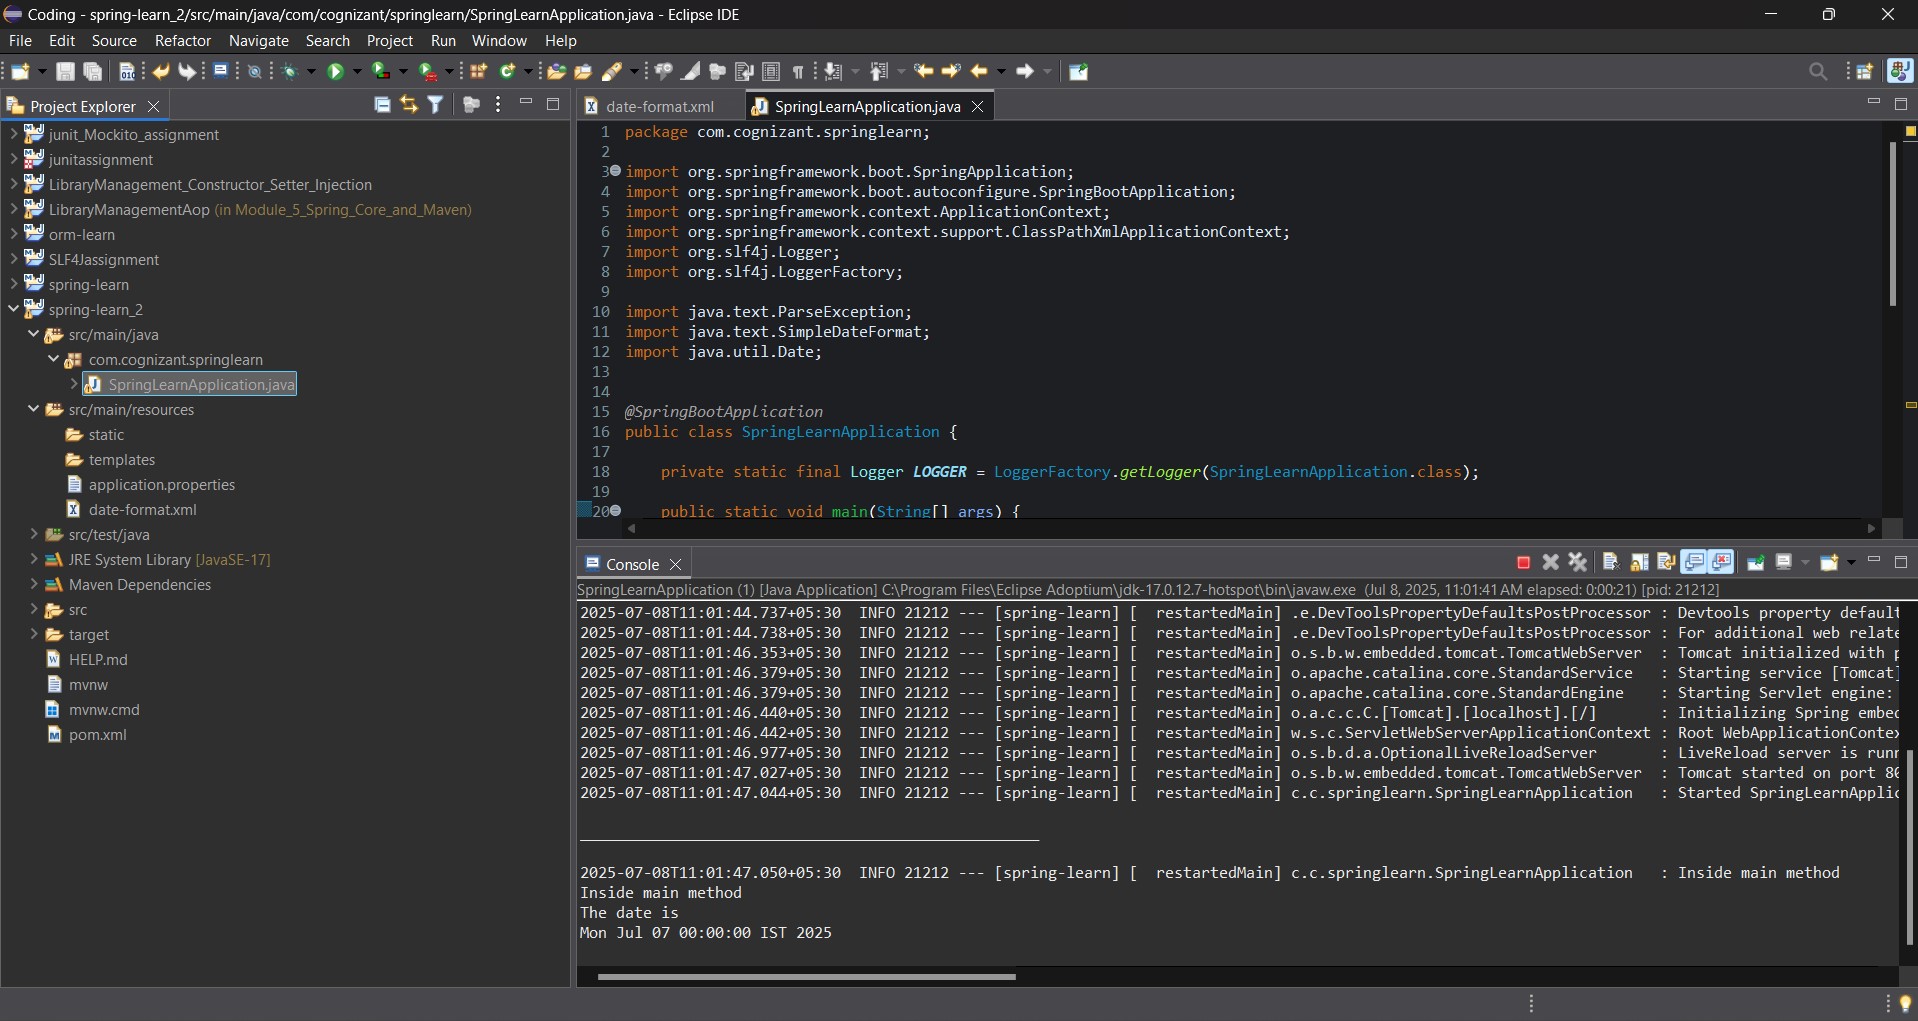 Coding - spring-learn_2/src/main/java/com/cognizant/springlearn/SpringLearnApplication.java - Eclipse IDE
File Edit Source Refactor Navigate Search Project Run Window Help
Project Explorer
junit_Mockito_assignment
junitassignment
LibraryManagement_Constructor_Setter_Injection
LibraryManagementAop (in Module_5_Spring_Core_and_Maven)
orm-learn
SLF4Jassignment
spring-learn
spring-learn_2
src/main/java
com.cognizant.springlearn
SpringLearnApplication.java
src/main/resources
static
templates
application.properties
date-format.xml
src/test/java
JRE System Library [JavaSE-17]
Maven Dependencies
src
target
HELP.md
mvnw
mvnw.cmd
pom.xml
date-format.xml SpringLearnApplication.java
1 package com.cognizant.springlearn;
2
3 import org.springframework.boot.SpringApplication;
4 import org.springframework.boot.autoconfigure.SpringBootApplication;
5 import org.springframework.context.ApplicationContext;
6 import org.springframework.context.support.ClassPathXmlApplicationContext;
7 import org.slf4j.Logger;
8 import org.slf4j.LoggerFactory;
9
10 import java.text.ParseException;
11 import java.text.SimpleDateFormat;
12 import java.util.Date;
13
14
15 @SpringBootApplication
16 public class SpringLearnApplication {
17
18 private static final Logger LOGGER = LoggerFactory.getLogger(SpringLearnApplication.class);
19
20 public static void main(String[] args) {
Console
SpringLearnApplication (1) [Java Application] C:\Program Files\Eclipse Adoptium\jdk-17.0.12.7-hotspot\bin\javaw.exe (Jul 8, 2025, 11:01:41 AM elapsed: 0:00:21) [pid: 21212]
2025-07-08T11:01:44.737+05:30 INFO 21212 --- [spring-learn] [ restartedMain] .e.DevToolsPropertyDefaultsPostProcessor : Devtools property default
2025-07-08T11:01:44.738+05:30 INFO 21212 --- [spring-learn] [ restartedMain] .e.DevToolsPropertyDefaultsPostProcessor : For additional web relate
2025-07-08T11:01:46.353+05:30 INFO 21212 --- [spring-learn] [ restartedMain] o.s.b.w.embedded.tomcat.TomcatWebServer : Tomcat initialized with p
2025-07-08T11:01:46.379+05:30 INFO 21212 --- [spring-learn] [ restartedMain] o.apache.catalina.core.StandardService : Starting service [Tomcat]
2025-07-08T11:01:46.379+05:30 INFO 21212 --- [spring-learn] [ restartedMain] o.apache.catalina.core.StandardEngine : Starting Servlet engine:
2025-07-08T11:01:46.440+05:30 INFO 21212 --- [spring-learn] [ restartedMain] o.a.c.c.C.[Tomcat].[localhost].[/] : Initializing Spring embed
2025-07-08T11:01:46.442+05:30 INFO 21212 --- [spring-learn] [ restartedMain] w.s.c.ServletWebServerApplicationContext : Root WebApplicationContex
2025-07-08T11:01:46.977+05:30 INFO 21212 --- [spring-learn] [ restartedMain] o.s.b.d.a.OptionalLiveReloadServer : LiveReload server is runn
2025-07-08T11:01:47.027+05:30 INFO 21212 --- [spring-learn] [ restartedMain] o.s.b.w.embedded.tomcat.TomcatWebServer : Tomcat started on port 80
2025-07-08T11:01:47.044+05:30 INFO 21212 --- [spring-learn] [ restartedMain] c.c.springlearn.SpringLearnApplication : Started SpringLearnApplic
2025-07-08T11:01:47.050+05:30 INFO 21212 --- [spring-learn] [ restartedMain] c.c.springlearn.SpringLearnApplication : Inside main method
Inside main method
The date is
Mon Jul 07 00:00:00 IST 2025